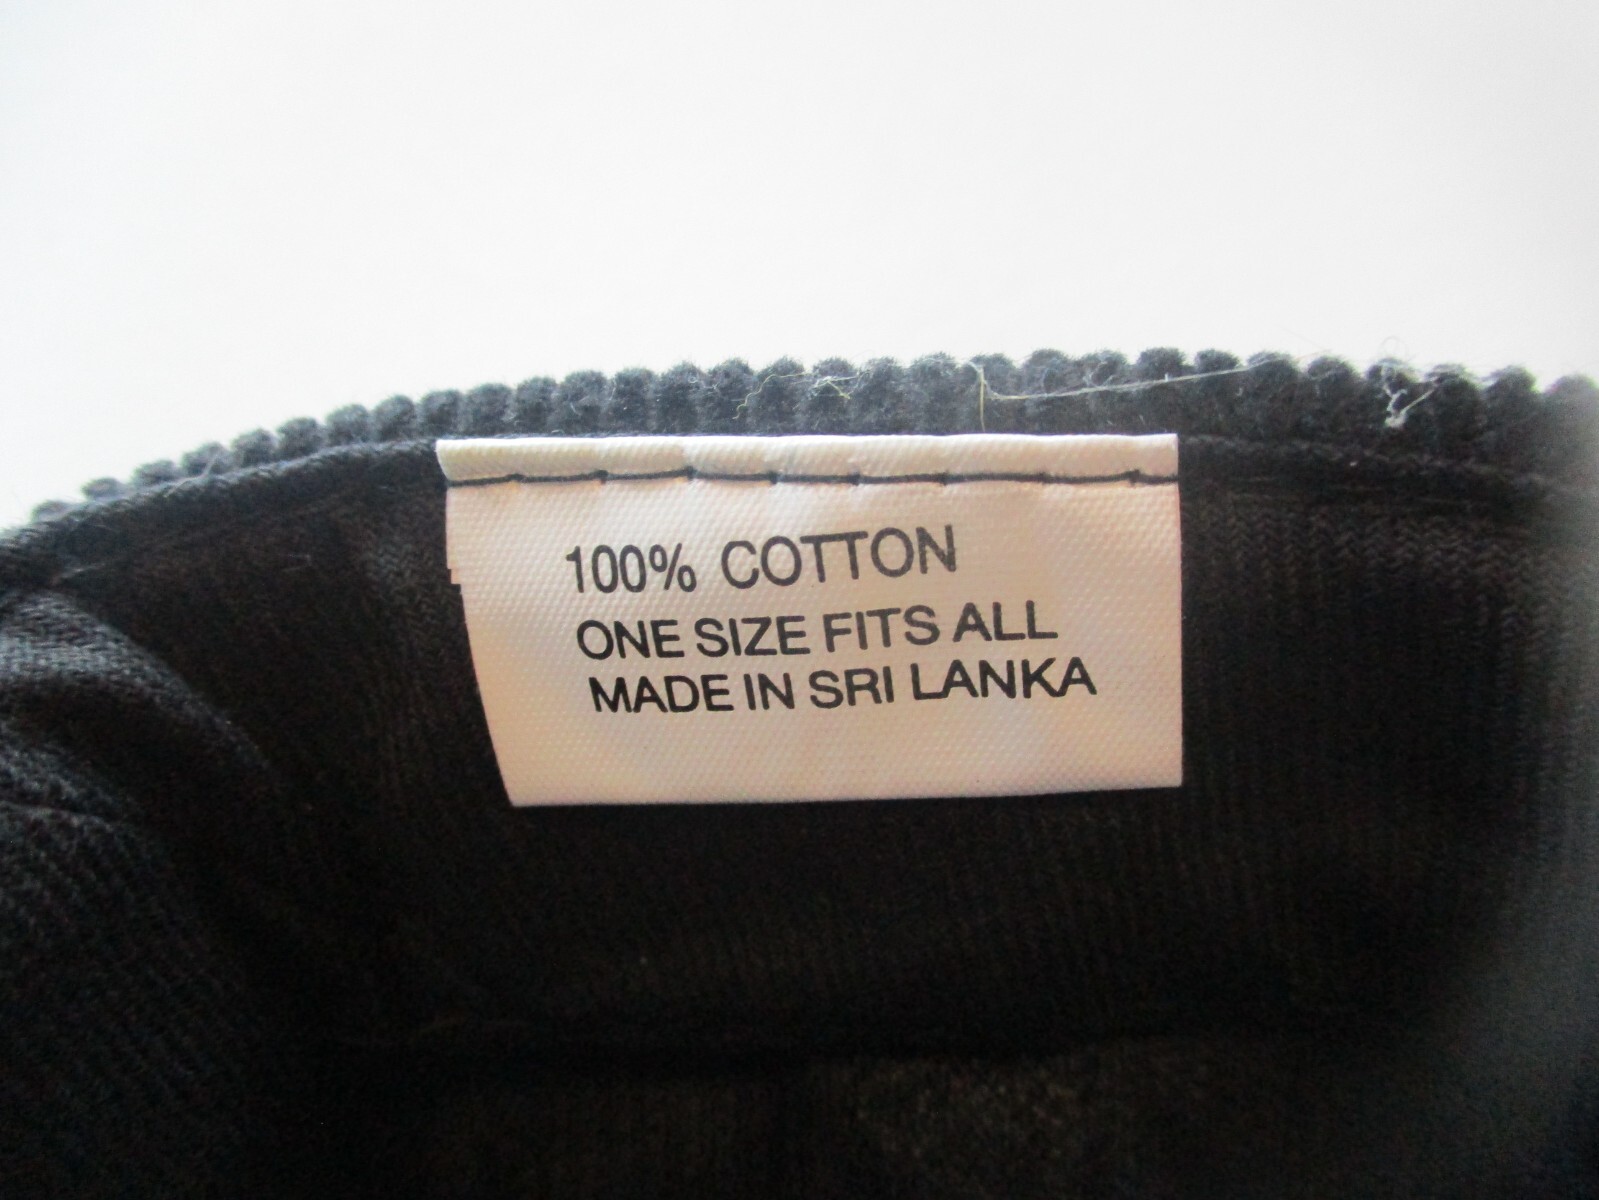 100% COTTON
ONE SIZE FITS ALL
MADE IN SRI LANKA